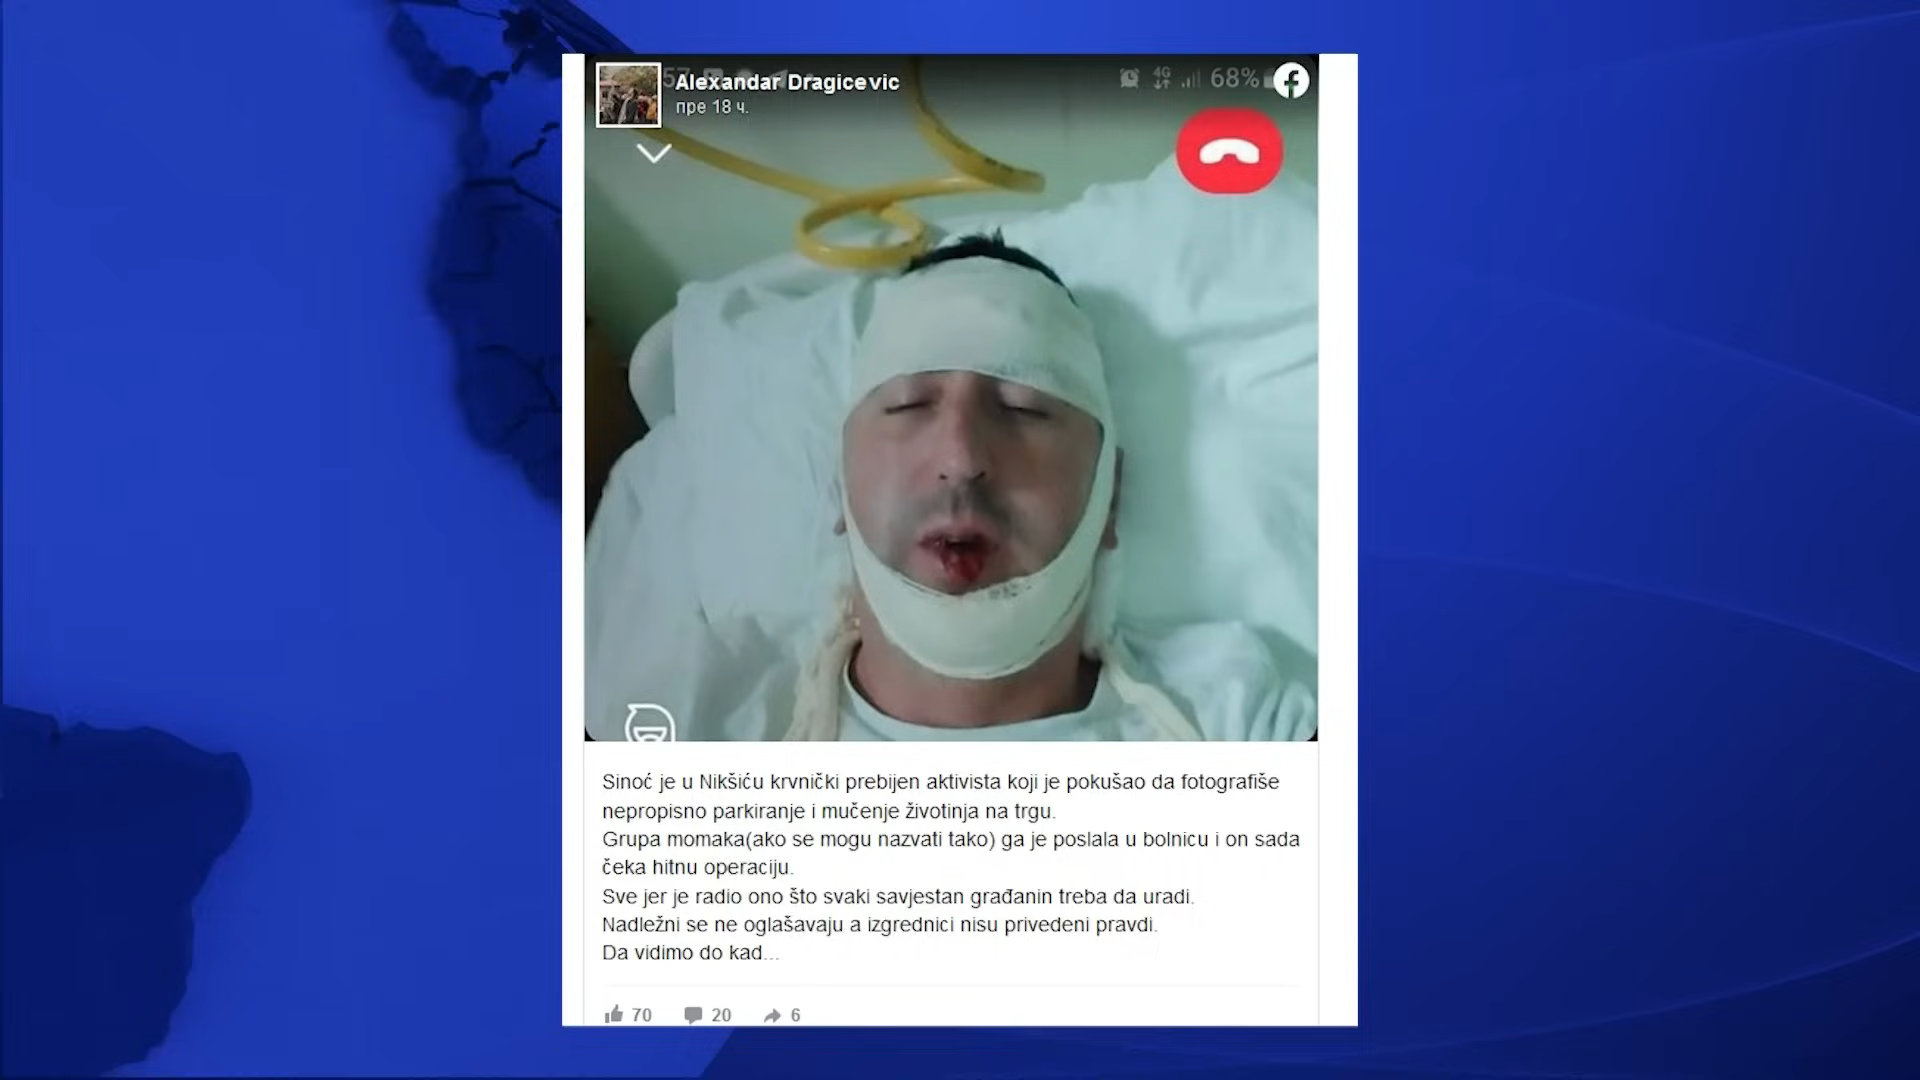 Alexandar Dragicevic
пре 18 ч.
4G
68%
Sinoć je u Nikšiću krvnički prebijen aktivista koji je pokušao da fotografiše
nepropisno parkiranje i mučenje životinja na trgu.
Grupa momaka(ako se mogu nazvati tako) ga je poslala u bolnicu i on sada
čeka hitnu operaciju.
Sve jer je radio ono što svaki savjestan građanin treba da uradi.
Nadležni se ne oglašavaju a izgrednici nisu privedeni pravdi.
Da vidimo do kad...
70 20 6